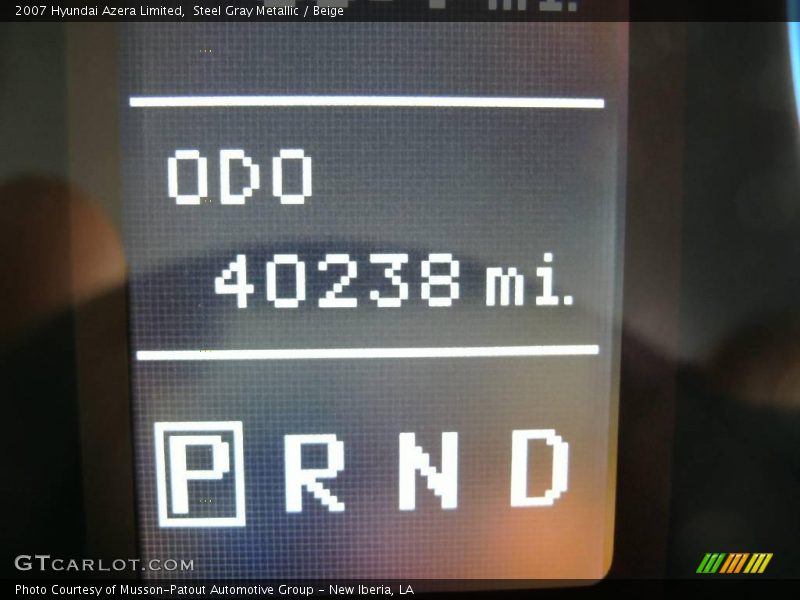 2007 Hyundai Azera Limited,  Steel Gray Metallic / Beige
mi.
ODO
40238 mi.
P R N D
GTCARLOT.COM
Photo Courtesy of Musson-Patout Automotive Group - New Iberia, LA